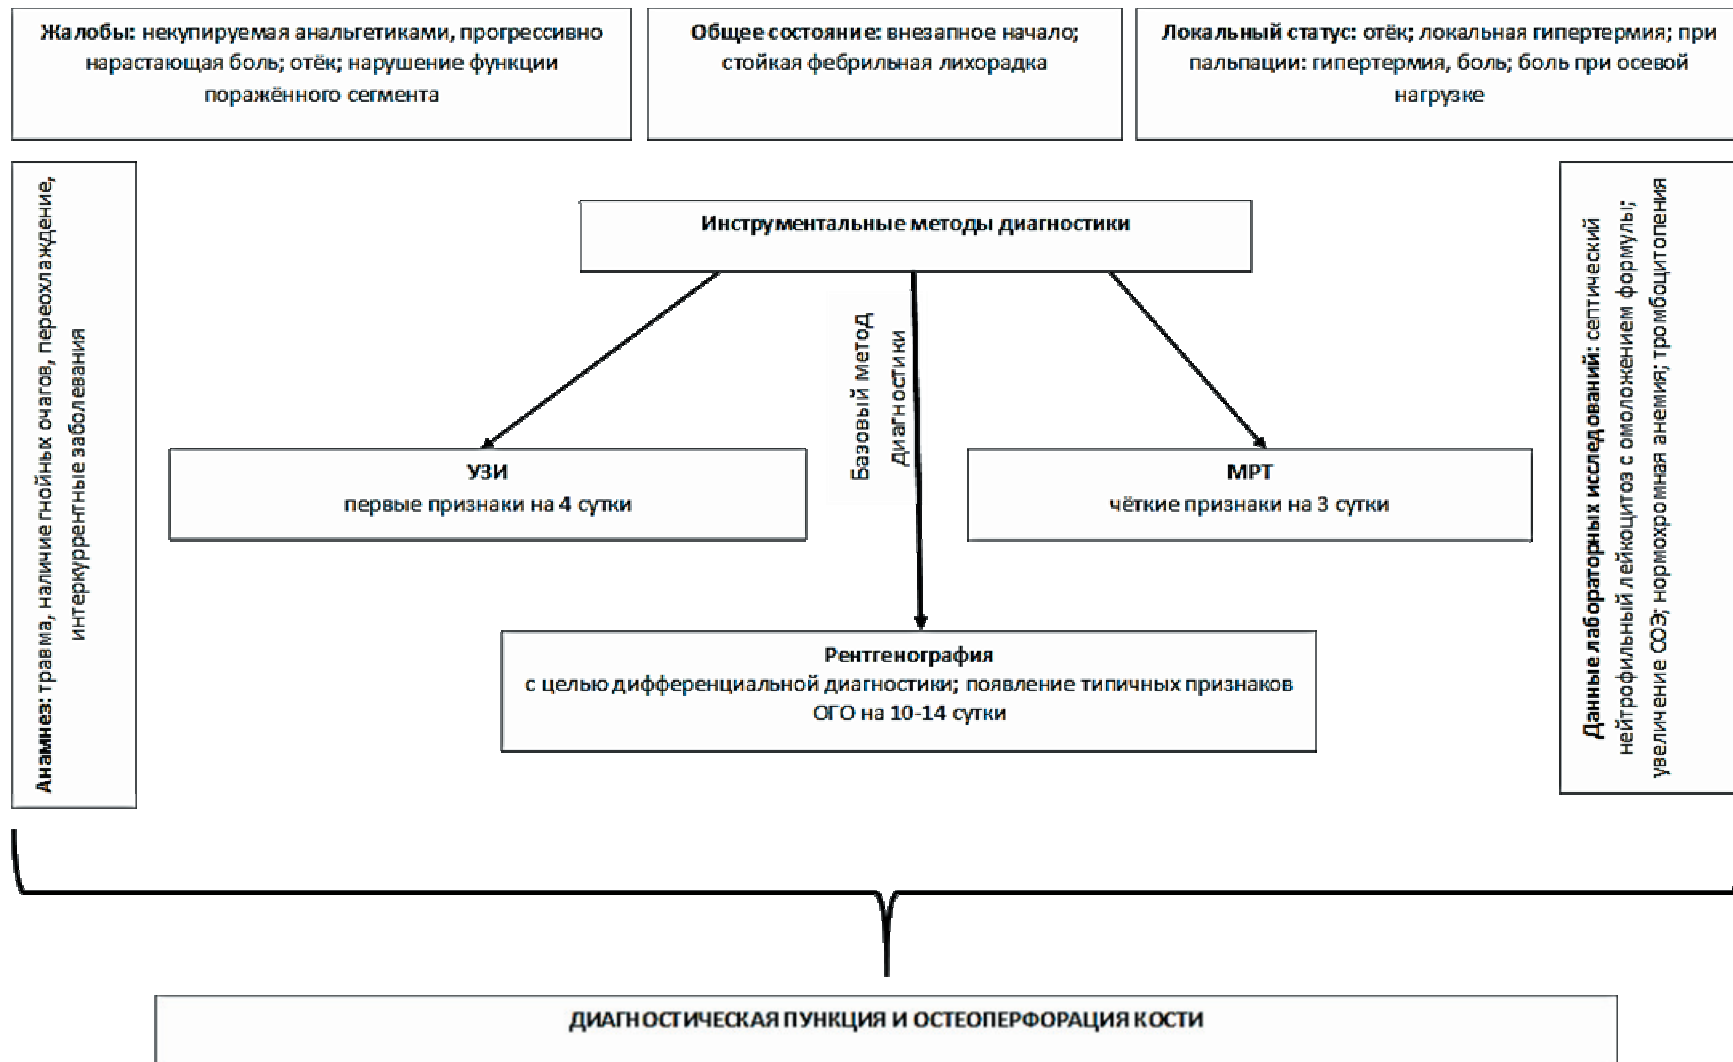 Жалобы: некупируемая анальгетиками, прогрессивно
нарастающая боль; отёк; нарушение функции
поражённого сегмента
Общее состояние: внезапное начало;
стойкая фебрильная лихорадка
Локальный статус: отёк; локальная гипертермия; при
пальпации: гипертермия, боль; боль при осевой
нагрузке
Анамнез: травма, наличие гнойных очагов, переохлаждение,
интеркуррентные заболевания
Инструментальные методы диагностики
Базовый метод
диагностики
УЗИ
первые признаки на 4 сутки
МРТ
чёткие признаки на 3 сутки
Рентгенография
с целью дифференциальной диагностики; появление типичных признаков
ОГО на 10-14 сутки
Данные лабораторных исследований: септический
нейтрофильный лейкоцитоз с омоложением формулы;
увеличение СОЭ; нормохромная анемия; тромбоцитопения
ДИАГНОСТИЧЕСКАЯ ПУНКЦИЯ И ОСТЕОПЕРФОРАЦИЯ КОСТИ